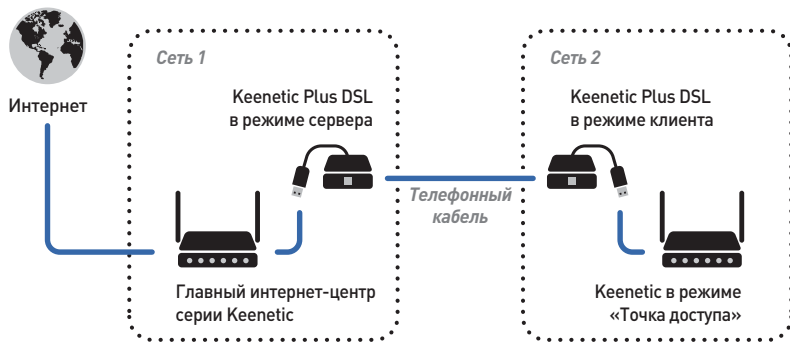 Интернет
Сеть 1
Keenetic Plus DSL
в режиме сервера
Главный интернет-центр
серии Keenetic
Телефонный
кабель
Сеть 2
Keenetic Plus DSL
в режиме клиента
Keenetic в режиме
«Точка доступа»